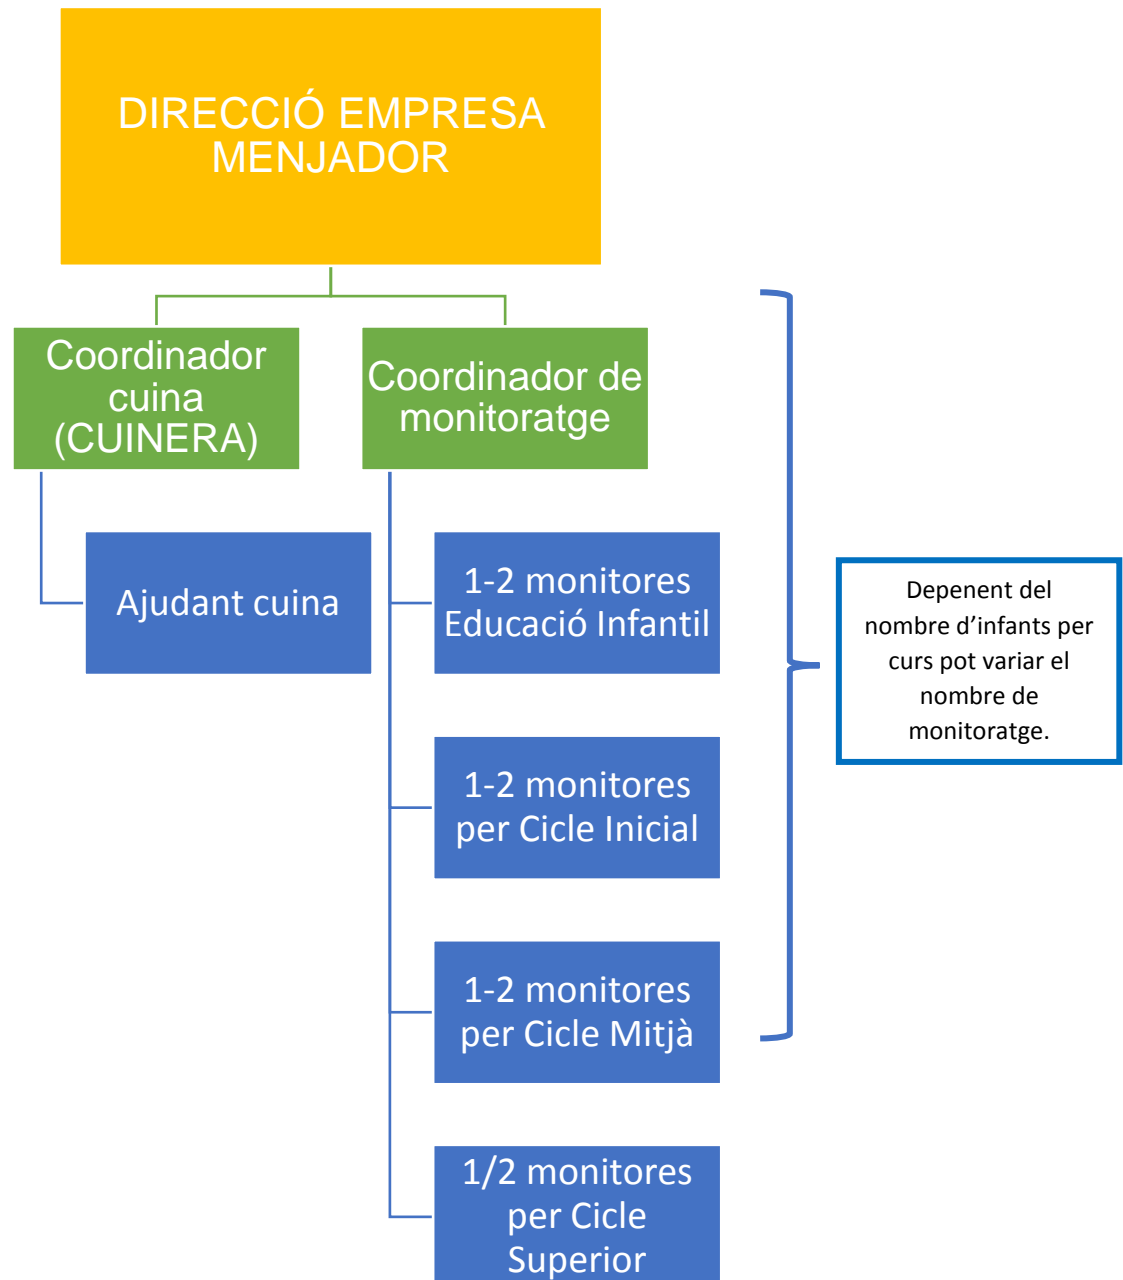 DIRECCIÓ EMPRESA
MENJADOR
Coordinador
cuina
(CUINERA)
Coordinador de
monitoratge
Ajudant cuina
1-2 monitores
Educació Infantil
1-2 monitores
per Cicle Inicial
1-2 monitores
per Cicle Mitjà
1/2 monitores
per Cicle
Superior
Depenent del
nombre d’infants per
curs pot variar el
nombre de
monitoratge.